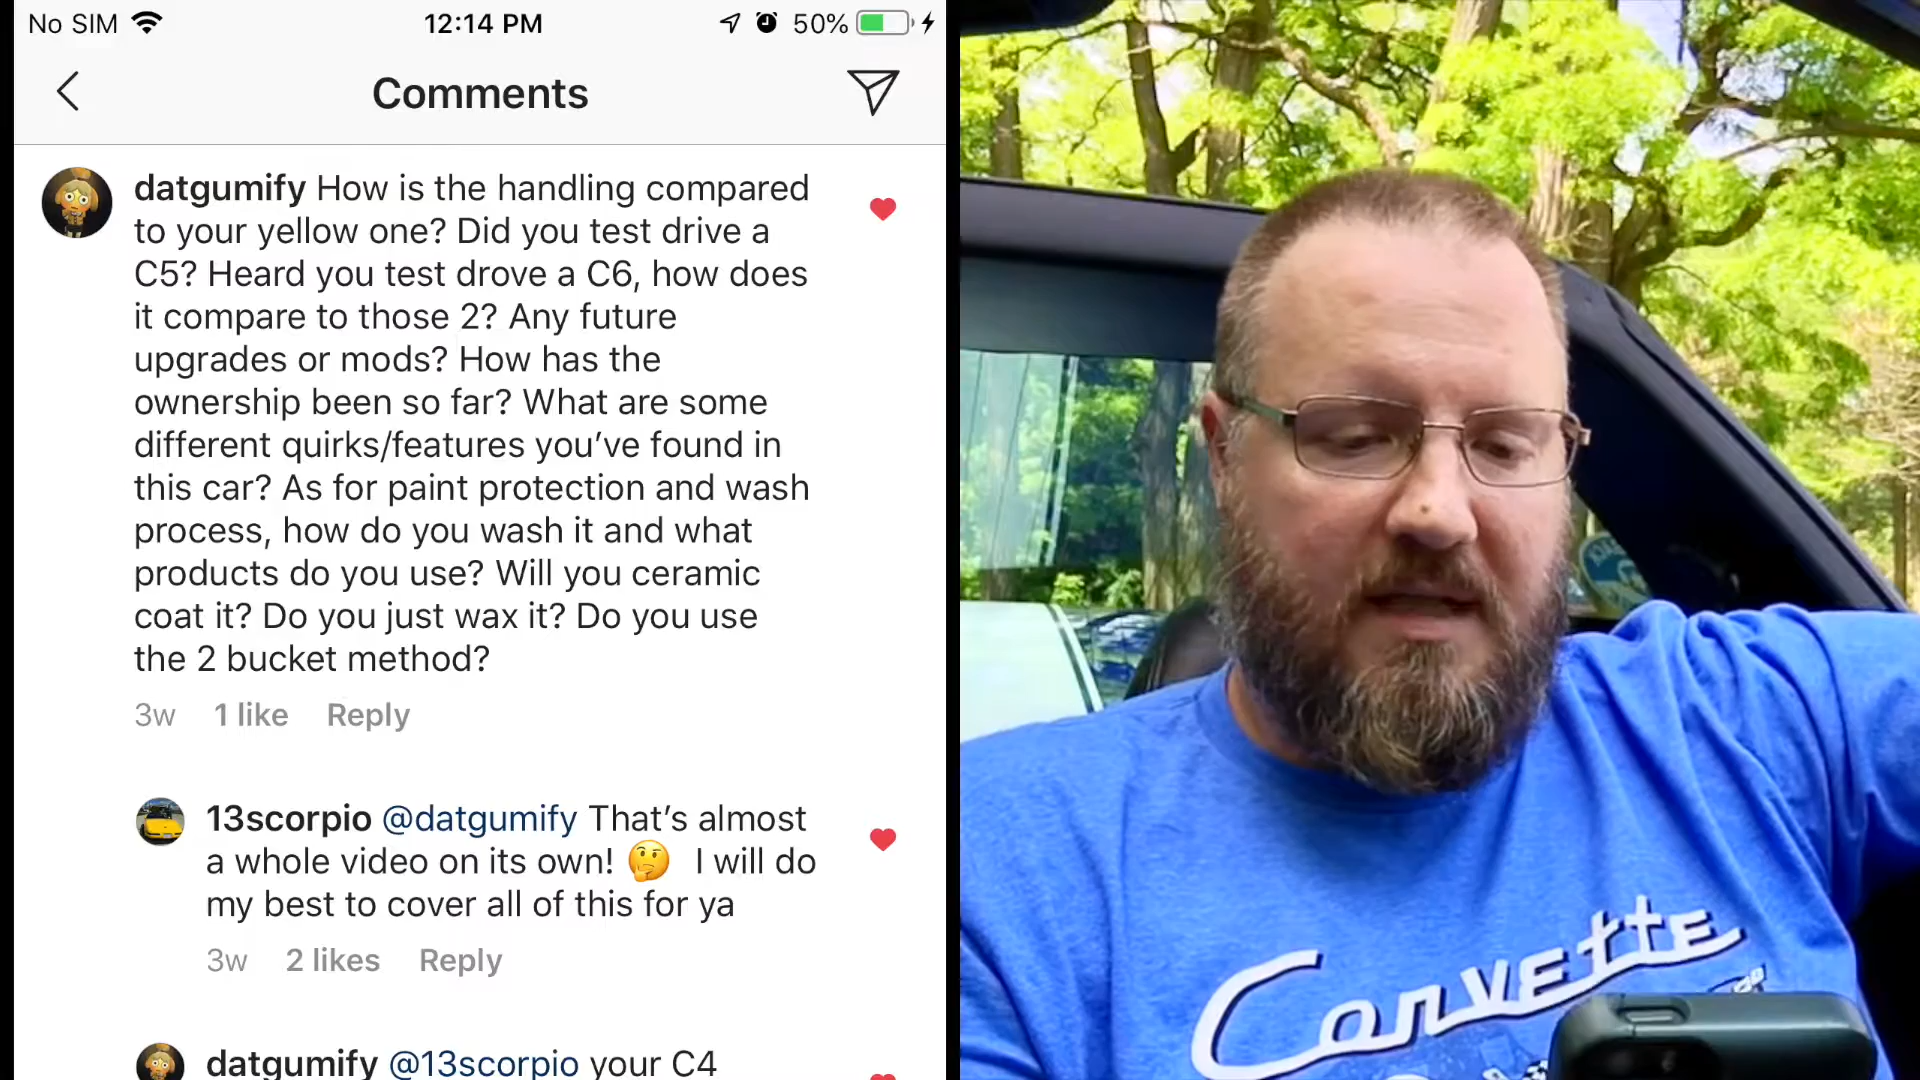 No SIM 12:14 PM 50%
Comments
datgumify How is the handling compared
to your yellow one? Did you test drive a
C5? Heard you test drove a C6, how does
it compare to those 2? Any future
upgrades or mods? How has the
ownership been so far? What are some
different quirks/features you’ve found in
this car? As for paint protection and wash
process, how do you wash it and what
products do you use? Will you ceramic
coat it? Do you just wax it? Do you use
the 2 bucket method?
3w 1 like Reply
13scorpio @datgumify That’s almost
a whole video on its own! 🤔 I will do
my best to cover all of this for ya
3w 2 likes Reply
datgumify @13scorpio your C4
Corvette